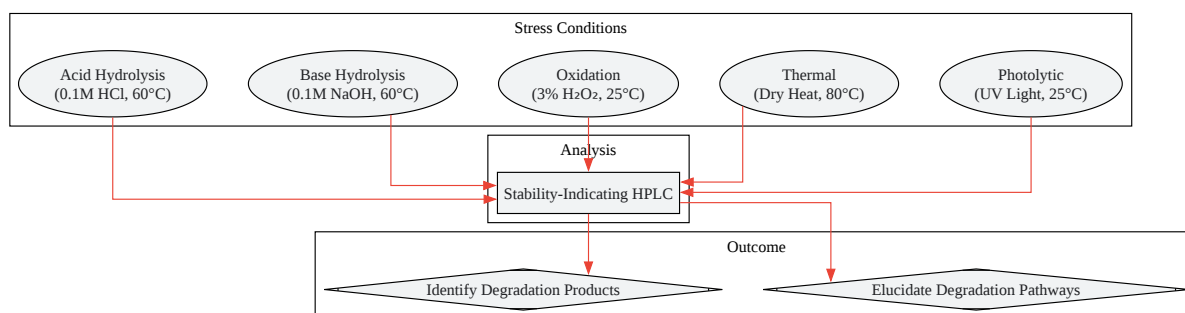 Stress Conditions
Acid Hydrolysis
(0.1M HCl, 60°C)
Base Hydrolysis
(0.1M NaOH, 60°C)
Oxidation
(3% H₂O₂, 25°C)
Thermal
(Dry Heat, 80°C)
Photolytic
(UV Light, 25°C)
Analysis
Stability-Indicating HPLC
Outcome
Identify Degradation Products
Elucidate Degradation Pathways